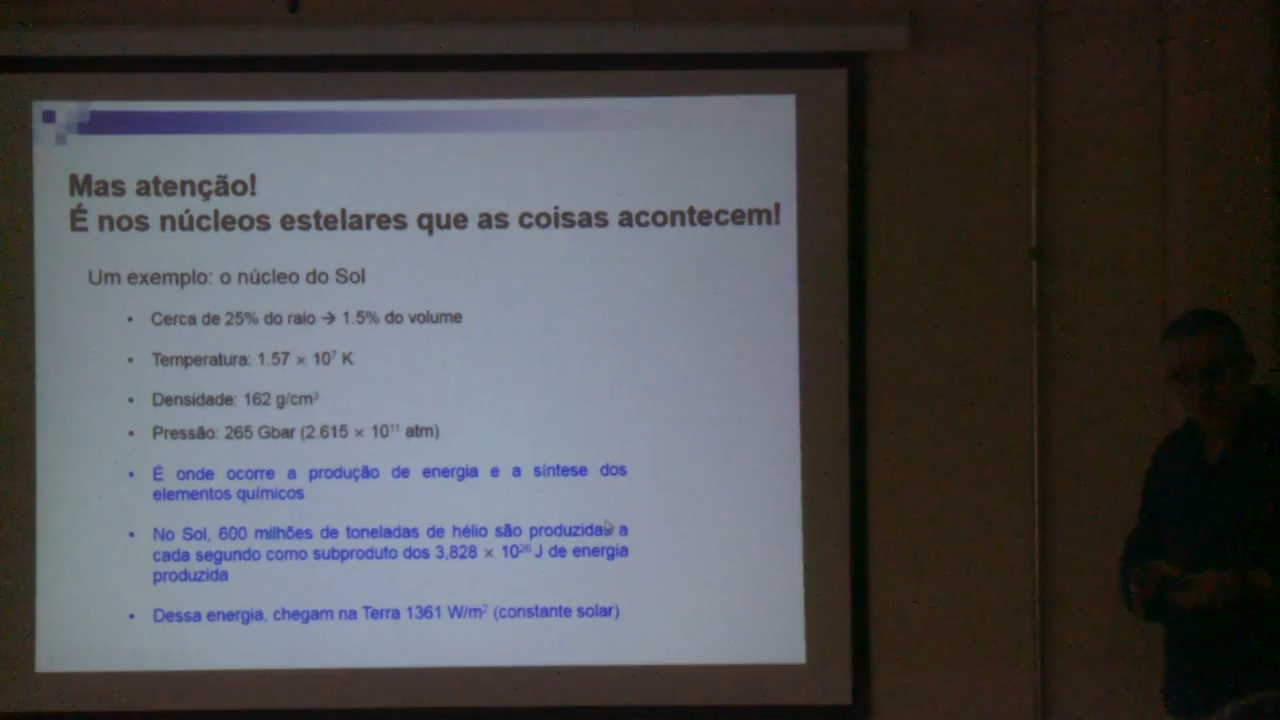 Mas atenção!
É nos núcleos estelares que as coisas acontecem!
Um exemplo: o núcleo do Sol
• Cerca de 25% do raio → 1.5% do volume
• Temperatura: 1.57 × 10⁷ K
• Densidade: 162 g/cm³
• Pressão: 265 Gbar (2.615 × 10¹¹ atm)
• É onde ocorre a produção de energia e a síntese dos
elementos químicos
• No Sol, 600 milhões de toneladas de hélio são produzidas a
cada segundo como subproduto dos 3,828 × 10²⁶ J de energia
produzida
• Dessa energia, chegam na Terra 1361 W/m² (constante solar)